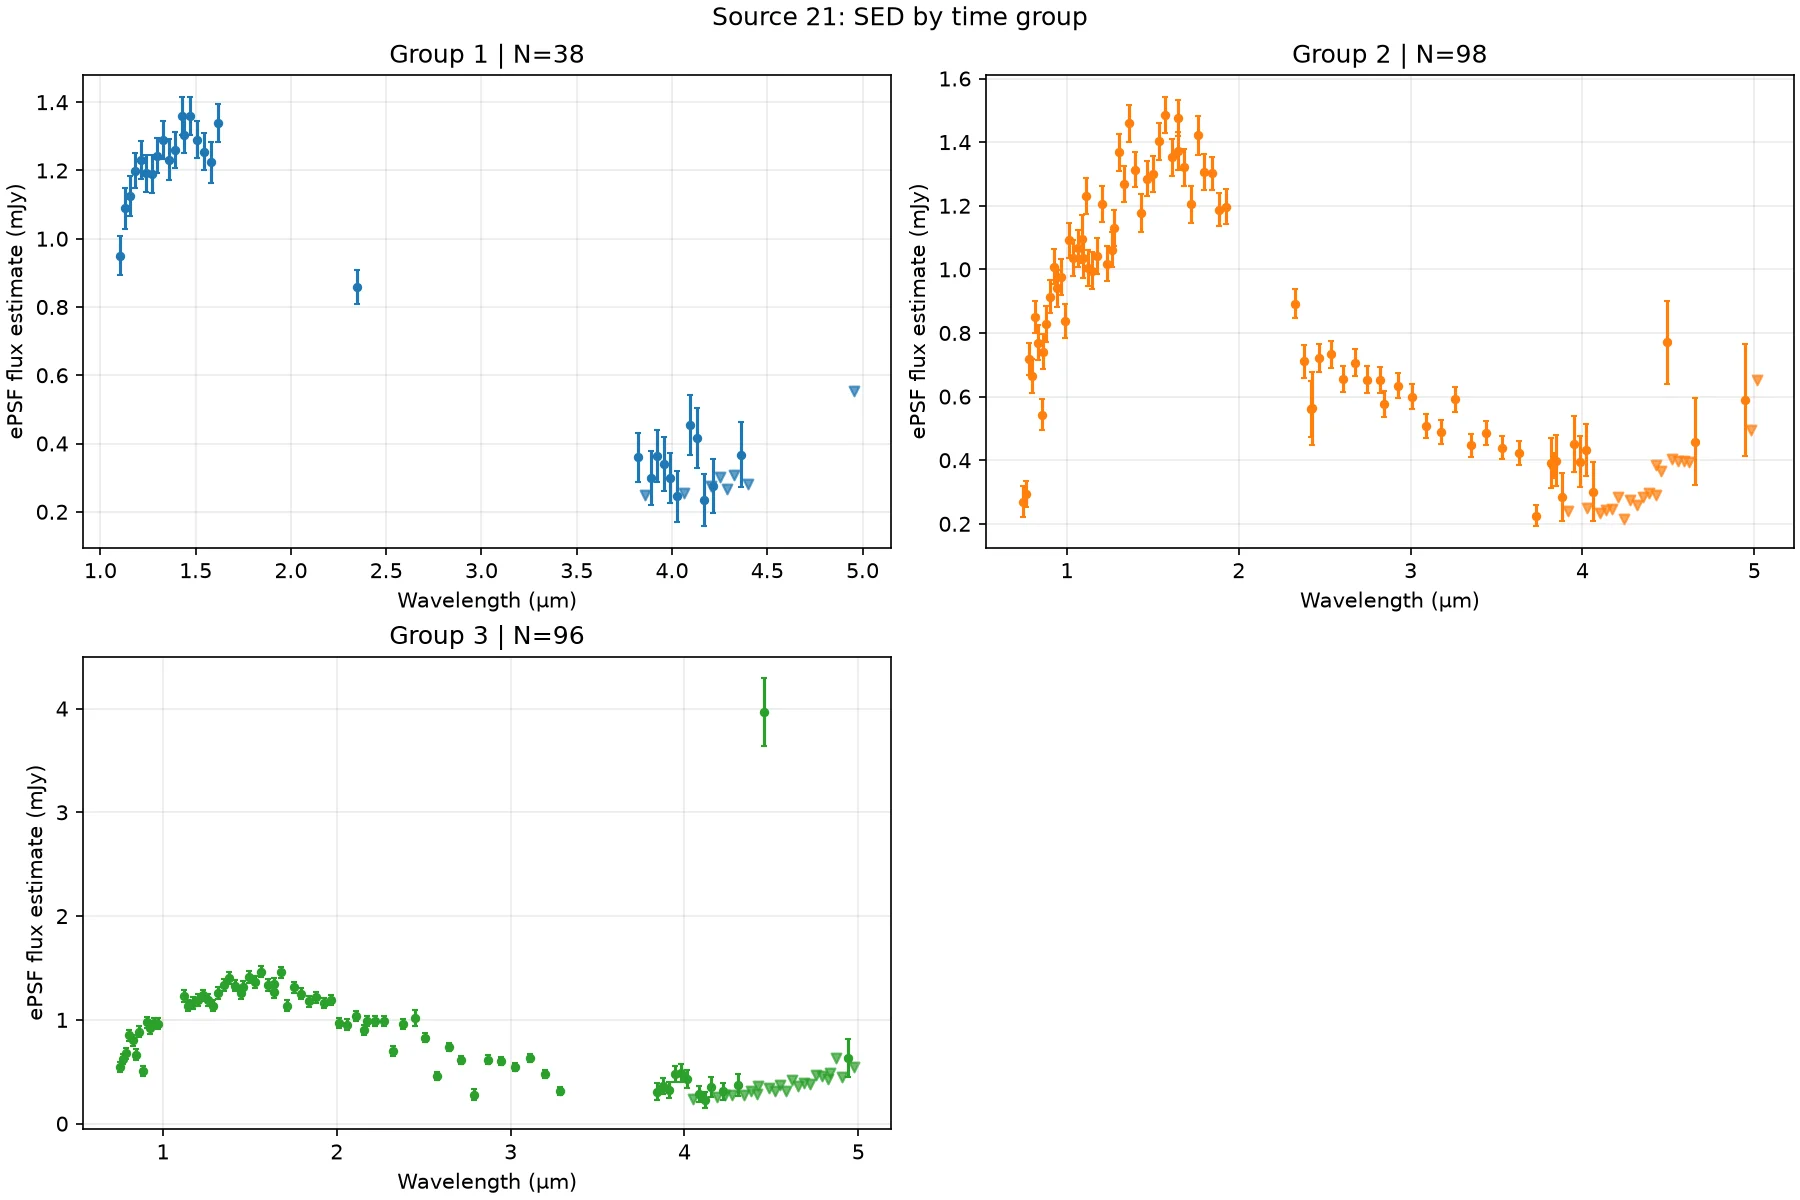 Source 21: SED by time group
Group 1 | N=38
ePSF flux estimate (mJy)
1.4
1.2
1.0
0.8
0.6
0.4
0.2
1.0 1.5 2.0 2.5 3.0 3.5 4.0 4.5 5.0
Wavelength (µm)
Group 2 | N=98
ePSF flux estimate (mJy)
1.6
1.4
1.2
1.0
0.8
0.6
0.4
0.2
1 2 3 4 5
Wavelength (µm)
Group 3 | N=96
ePSF flux estimate (mJy)
4
3
2
1
0
1 2 3 4 5
Wavelength (µm)